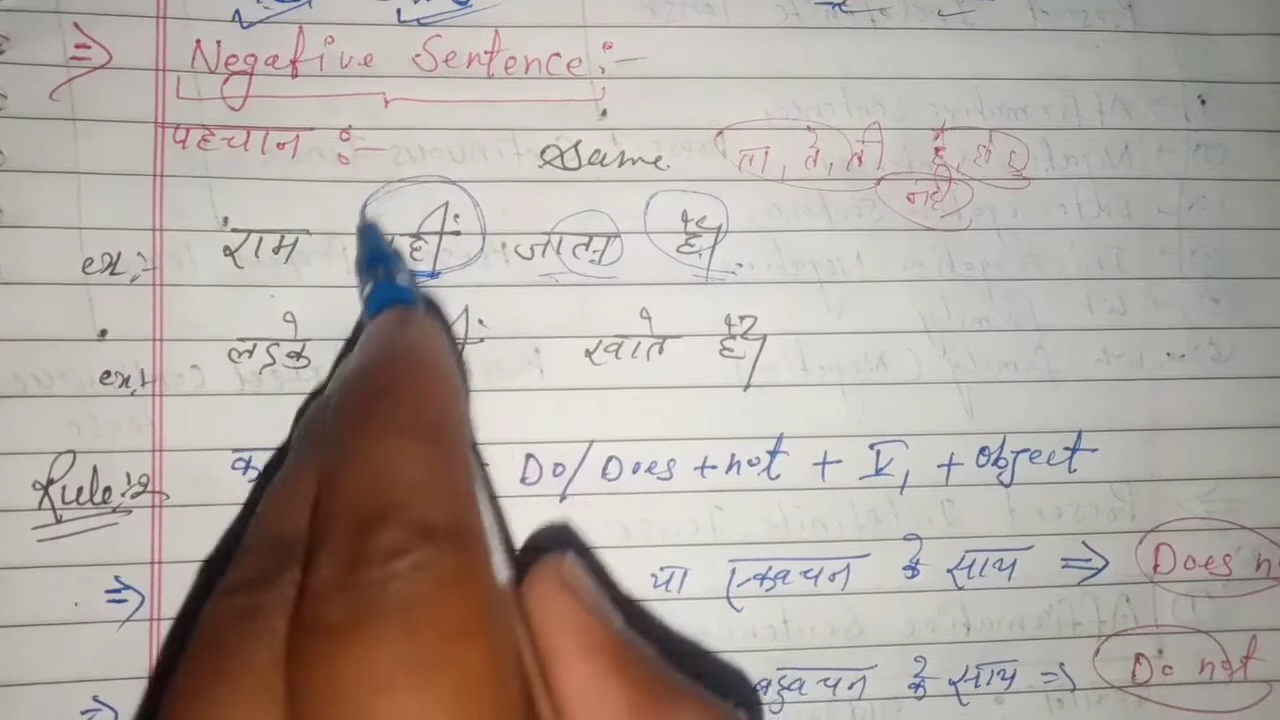 ⇒ Negative Sentence :-
पहचान :- Same ता, ते, ती है, हो हूँ
नहीं
ex:- राम नहीं जाता है।
ex:- लड़के खाते हैं।
Rule:2 Do/Does + not + V₁ + object
⇒ या एकवचन के साथ ⇒ Does n
⇒ बहुवचन के साथ ⇒ Do not